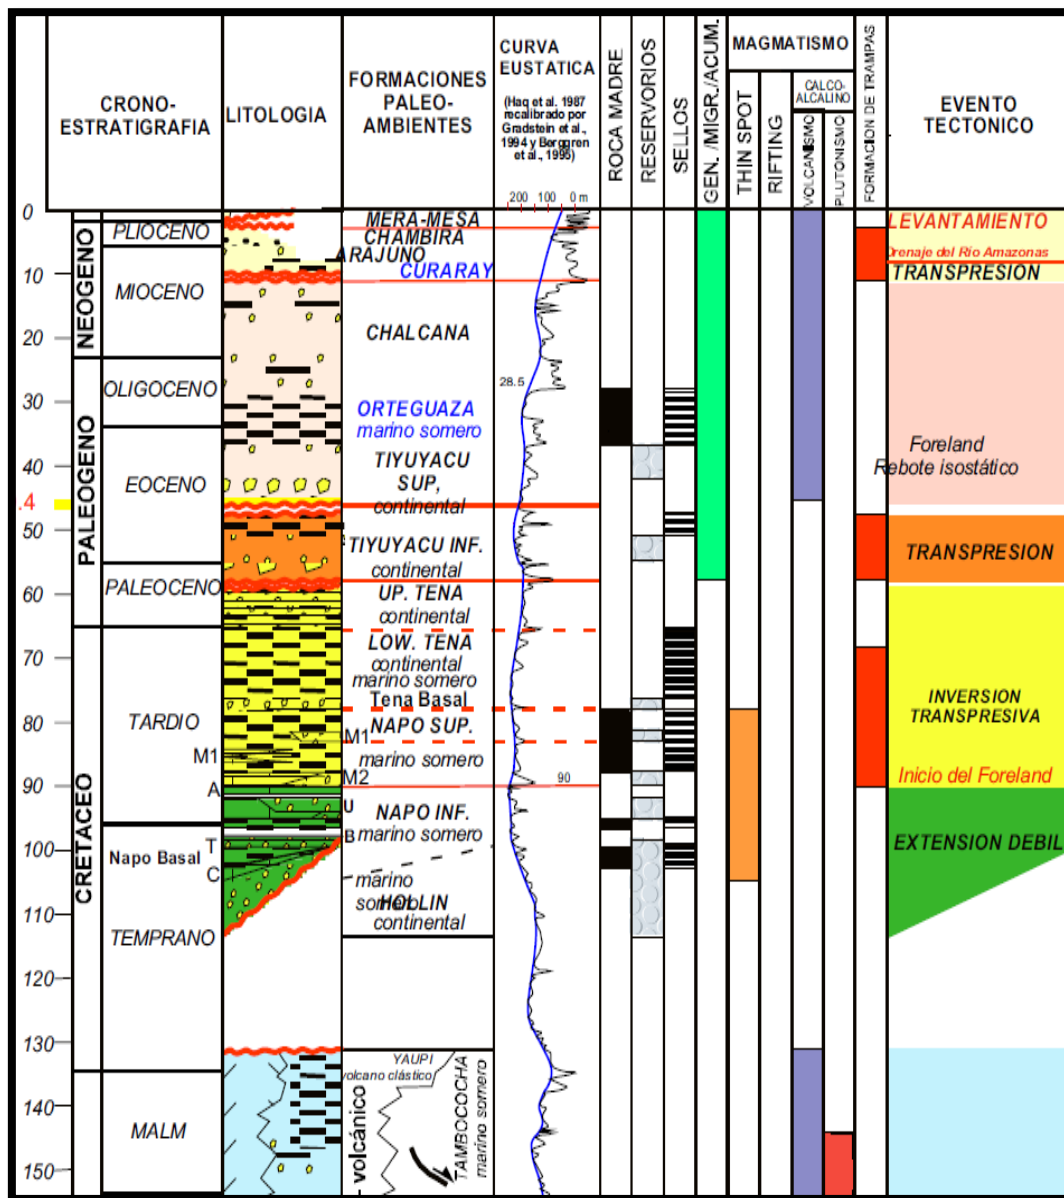 CRONO-
ESTRATIGRAFIA
LITOLOGIA
FORMACIONES
PALEO-
AMBIENTES
CURVA
EUSTATICA
(Haq et al. 1987
recalibrado por
Gradstein et al.,
1994 y Berggren
et al., 1995)
ROCA MADRE
RESERVORIOS
SELLOS
GEN. /MIGR./ACUM.
MAGMATISMO
THIN SPOT
RIFTING
CALCO-
ALCALINO
VOLCANISMO
PLUTONISMO
FORMACION DE TRAMPAS
EVENTO
TECTONICO
200 100 0 m
0
10
20
30
40
.4
50
60
70
80
90
100
110
120
130
140
150
NEOGENO
PALEOGENO
CRETACEO
PLIOCENO
MIOCENO
OLIGOCENO
EOCENO
PALEOCENO
TARDIO
M1
A
Napo Basal
T
C
TEMPRANO
MALM
MERA-MESA
CHAMBIRA
ARAJUNO
CURARAY
CHALCANA
28.5
ORTEGUAZA
marino somero
TIYUYACU
SUP,
continental
TIYUYACU INF.
continental
UP. TENA
continental
LOW. TENA
continental
marino somero
Tena Basal
NAPO SUP.
M1
marino somero
M2
90
U
NAPO INF.
B
marino somero
marino
somero
HOLLIN
continental
YAUPI
volcano clástico
volcánico
TAMBOCOCHA
marino somero
LEVANTAMIENTO
Drenaje del Rio Amazonas
TRANSPRESION
Foreland
Rebote isostático
TRANSPRESION
INVERSION
TRANSPRESIVA
Inicio del Foreland
EXTENSION DEBIL